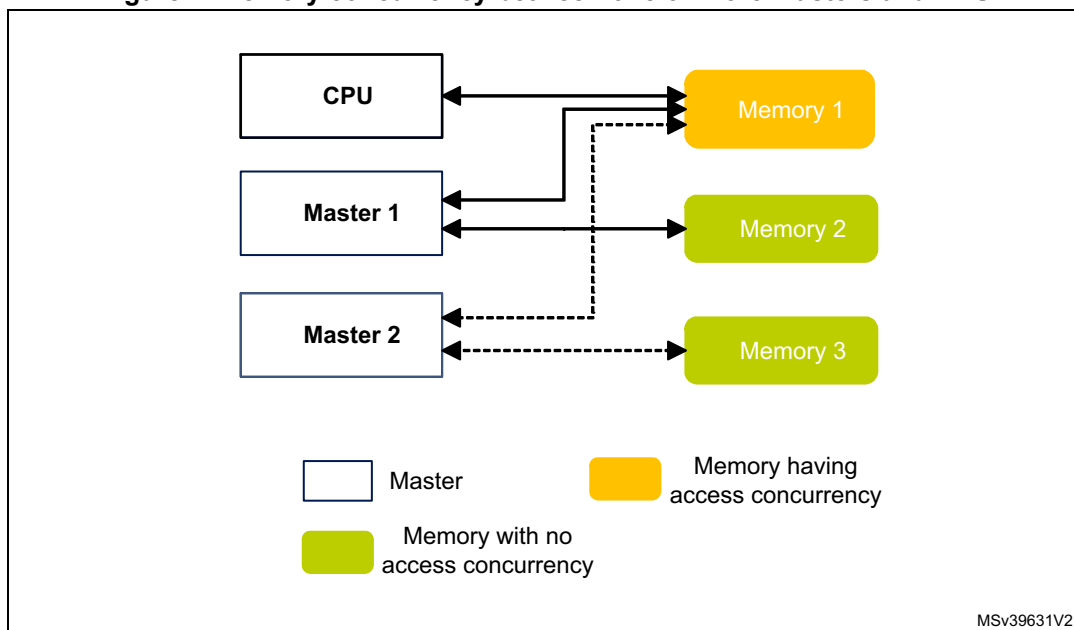 CPU
Memory 1
Master 1
Memory 2
Master 2
Memory 3
Master
Memory having
access concurrency
Memory with no
access concurrency
MSv39631V2